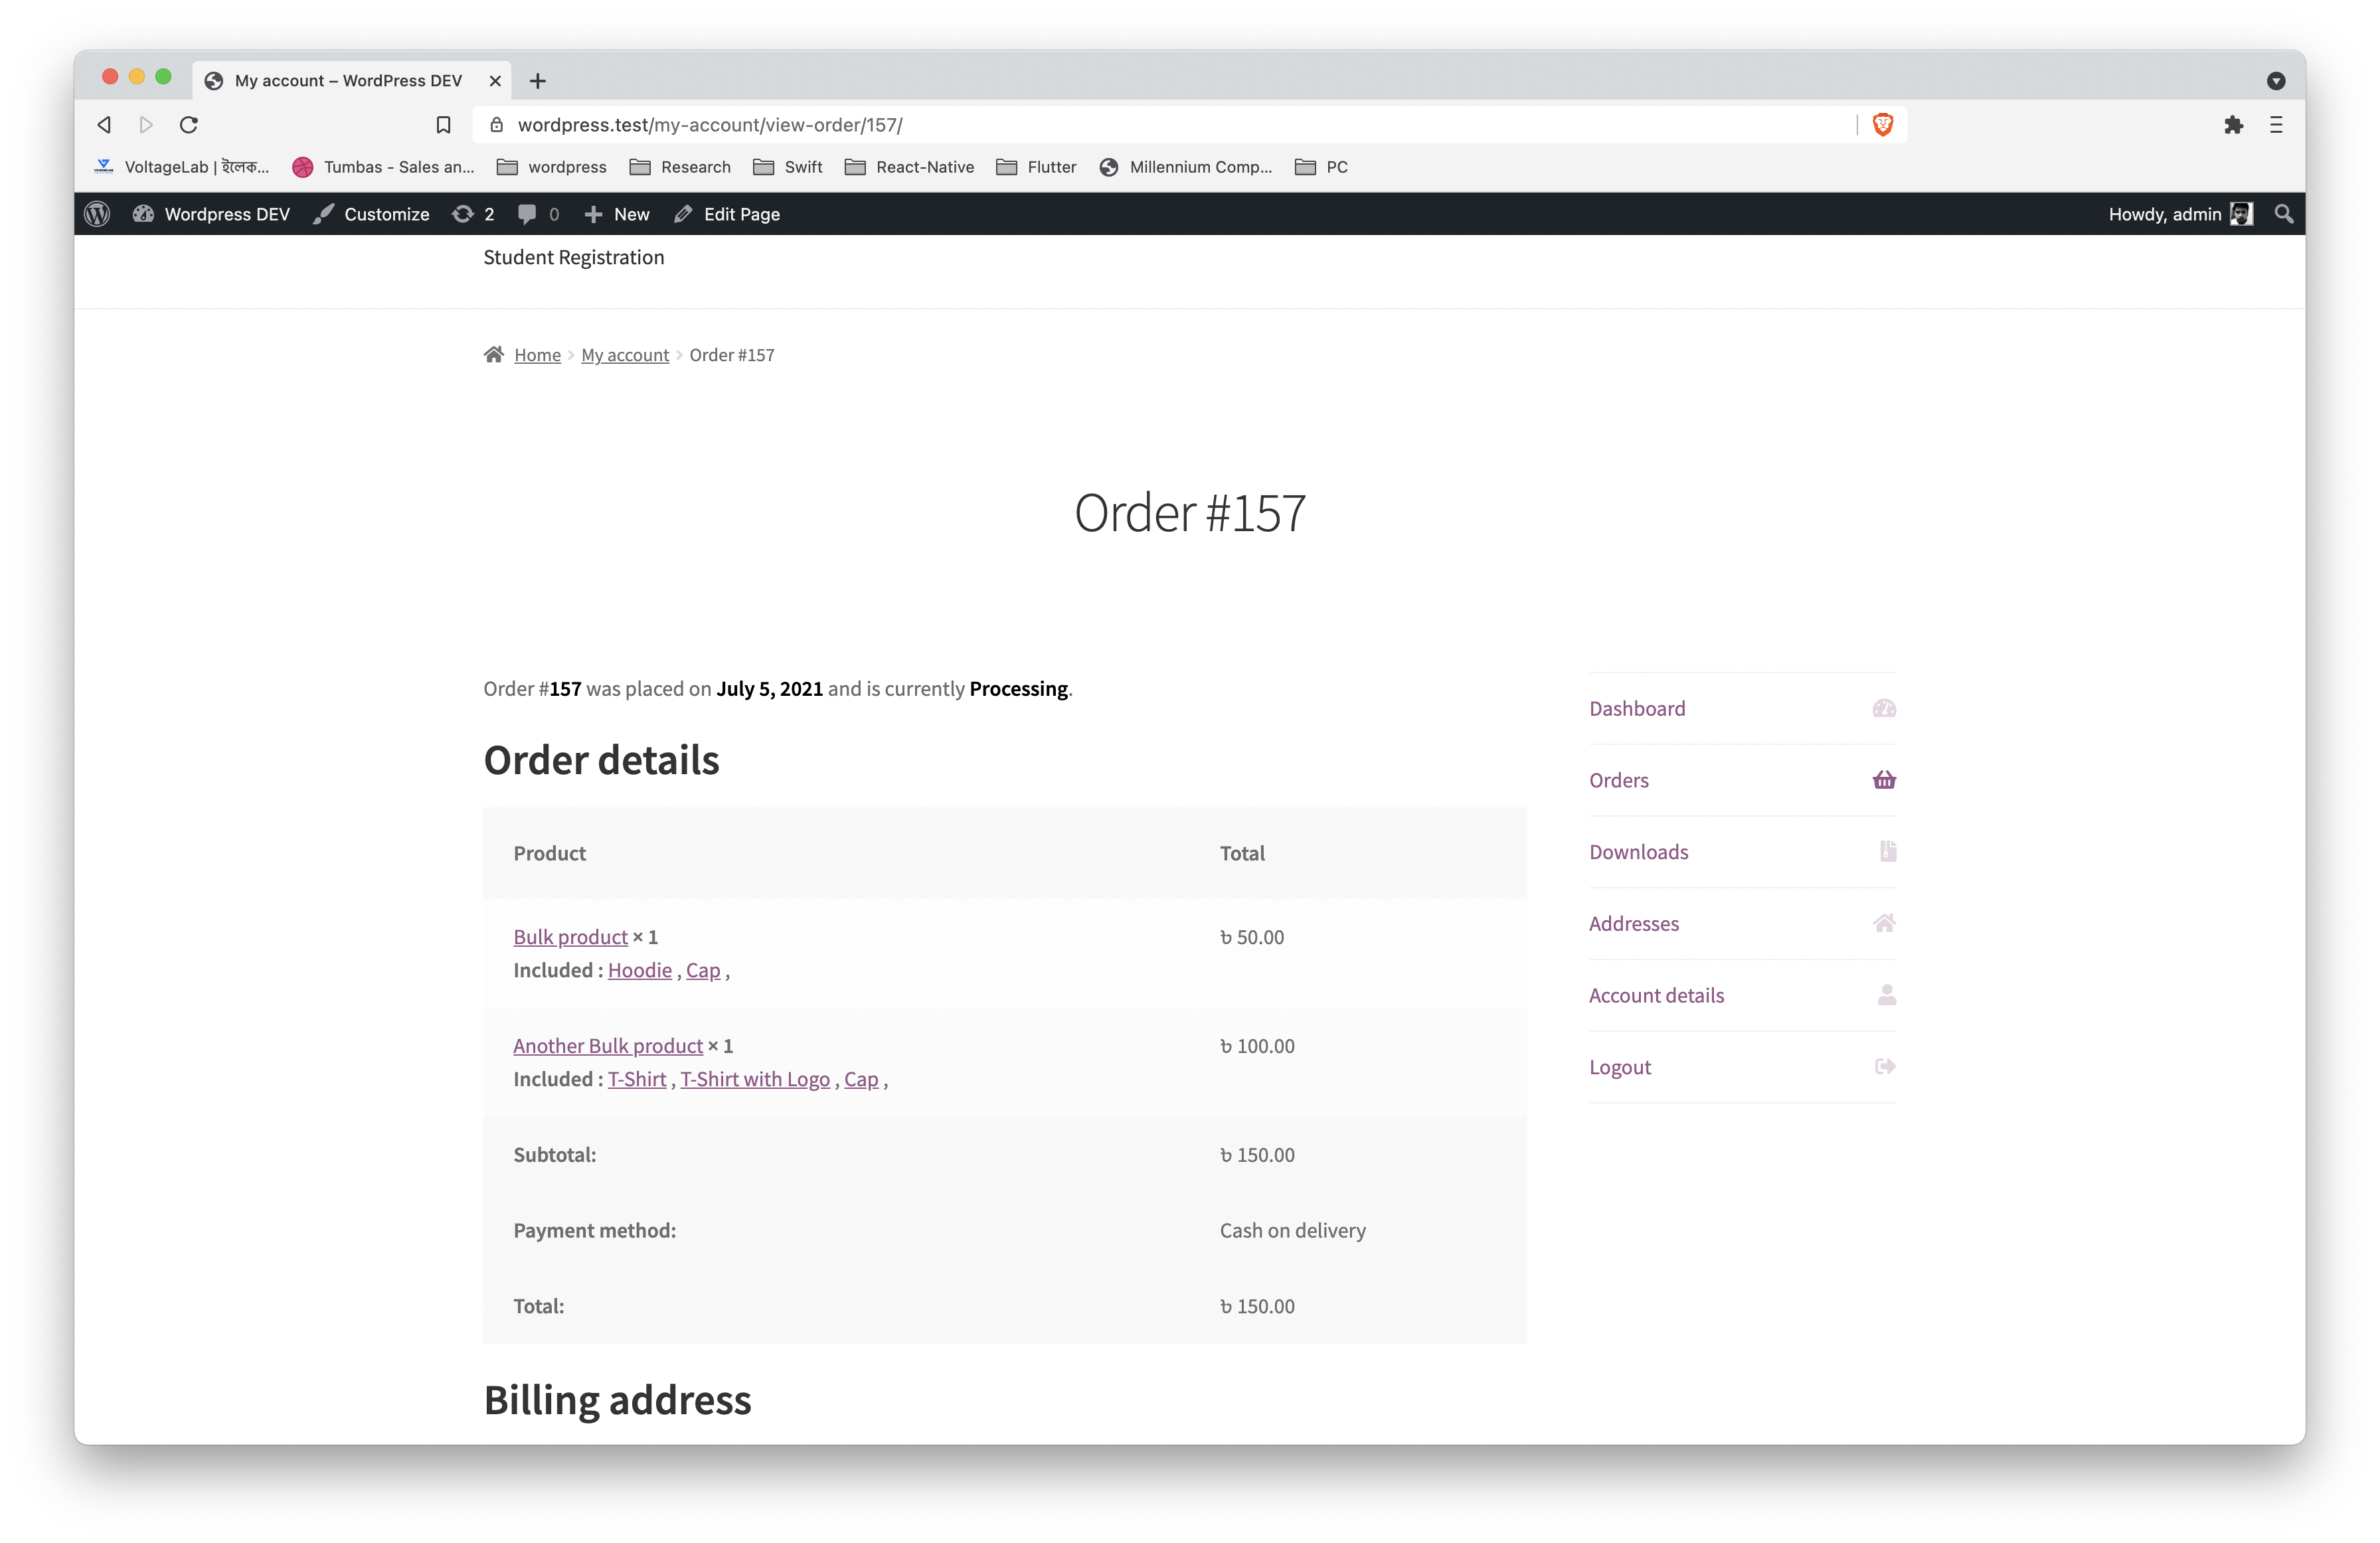 My account – WordPress DEV
wordpress.test/my-account/view-order/157/
VoltageLab | ইলেক... Tumbas - Sales an... wordpress Research Swift React-Native Flutter Millennium Comp... PC
Wordpress DEV Customize 2 0 New Edit Page Howdy, admin
Student Registration
Home My account Order #157
Order #157
Order #157 was placed on July 5, 2021 and is currently Processing.
Order details
Product Total
Bulk product × 1 ৳ 50.00
Included : Hoodie , Cap ,
Another Bulk product × 1 ৳ 100.00
Included : T-Shirt , T-Shirt with Logo , Cap ,
Subtotal: ৳ 150.00
Payment method: Cash on delivery
Total: ৳ 150.00
Billing address
Dashboard
Orders
Downloads
Addresses
Account details
Logout